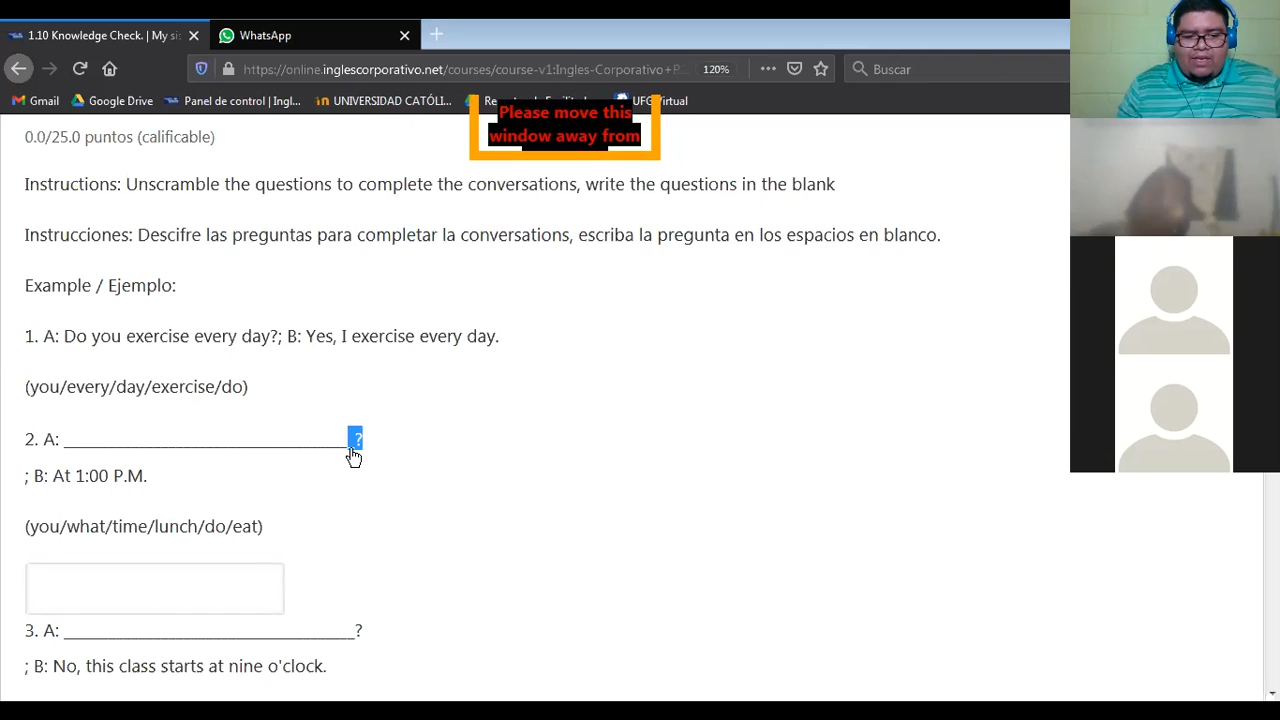 1.10 Knowledge Check. | My si
WhatsApp
https://online.inglescorporativo.net/courses/course-v1:Ingles-Corporativo+P...
120%
Buscar
Gmail
Google Drive
Panel de control | Ingl...
UNIVERSIDAD CATÓLI...
UFG Virtual
Please move this
window away from
0.0/25.0 puntos (calificable)
Instructions: Unscramble the questions to complete the conversations, write the questions in the blank
Instrucciones: Descifre las preguntas para completar la conversations, escriba la pregunta en los espacios en blanco.
Example / Ejemplo:
1. A: Do you exercise every day?; B: Yes, I exercise every day.
(you/every/day/exercise/do)
2. A: ___________________________________ ?
; B: At 1:00 P.M.
(you/what/time/lunch/do/eat)
3. A: ____________________________________?
; B: No, this class starts at nine o'clock.